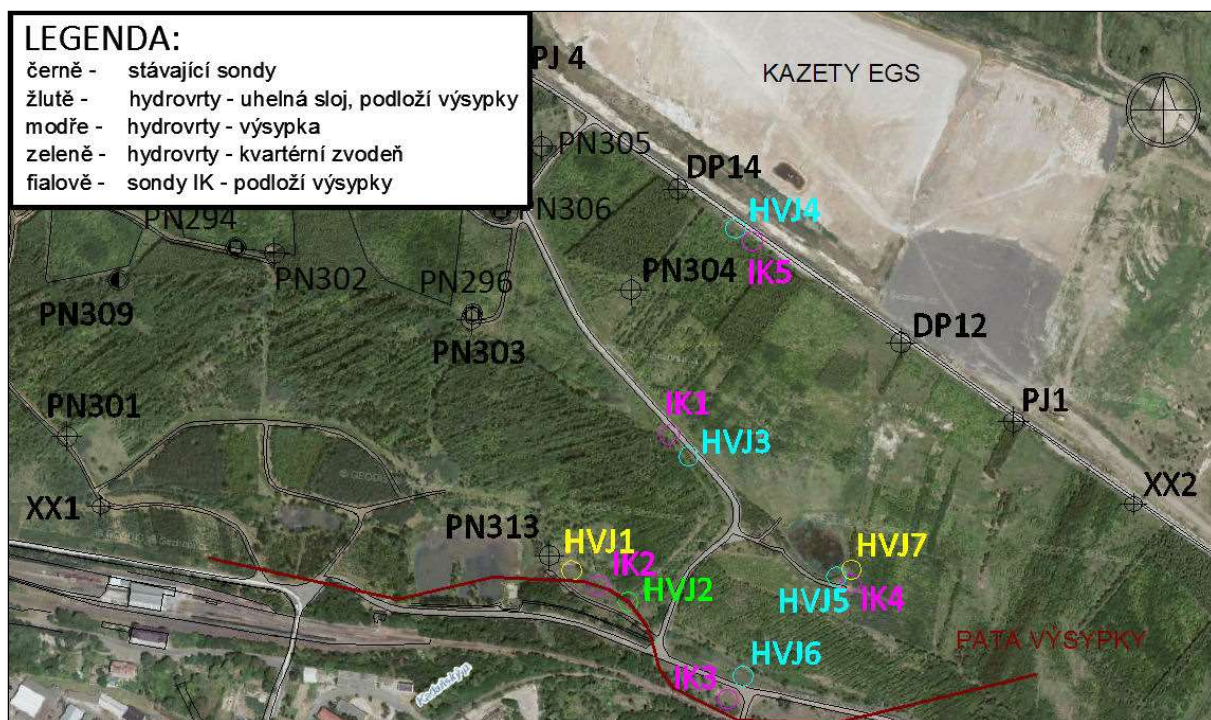 LEGENDA:
černě - stávající sondy
žlutě - hydrovrty - uhelná sloj, podloží výsypky
modře - hydrovrty - výsypka
zeleně - hydrovrty - kvartérní zvodeň
fialově - sondy IK - podloží výsypky
PJ 4
KAZETY EGS
PN305
DP14
PN306
HVJ4
PN294
IK5
PN302
PN304
PN296
PN309
DP12
PN303
IK1
PJ1
PN301
HVJ3
XX2
XX1
PN313
HVJ1
HVJ7
IK2
HVJ2
HVJ5
IK4
PATA VÝSYPKY
HVJ6
IK3